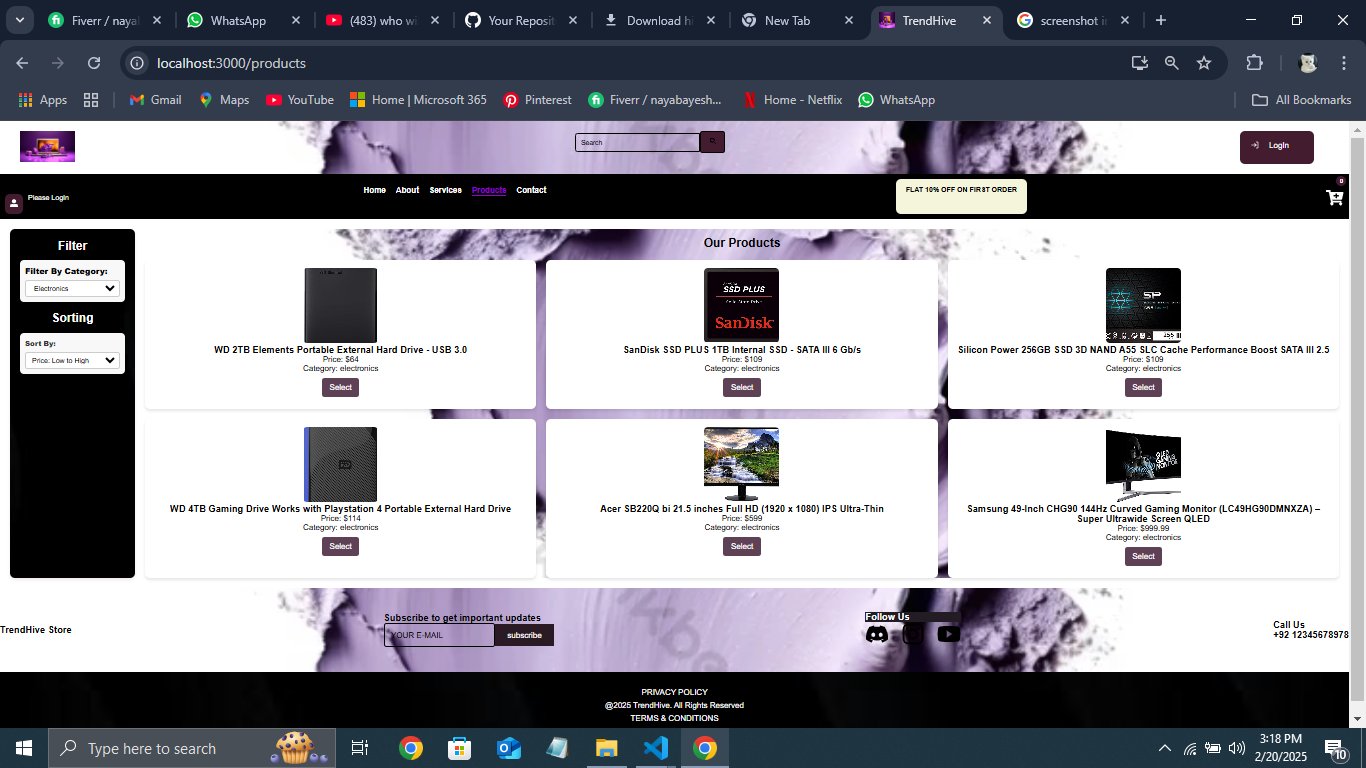 Fiverr / nayal
WhatsApp
(483) who wi
Your Reposit
Download hi
New Tab
TrendHive
screenshot in
localhost:3000/products
Apps
Gmail
Maps
YouTube
Home | Microsoft 365
Pinterest
Fiverr / nayabayesh...
Home - Netflix
WhatsApp
All Bookmarks
Search
Login
Please Login
Home
About
Services
Products
Contact
FLAT 10% OFF ON FIRST ORDER
0
Filter
Filter By Category:
Electronics
Sorting
Sort By:
Price: Low to High
Our Products
WD 2TB Elements Portable External Hard Drive - USB 3.0
Price: $64
Category: electronics
Select
SSD PLUS
SanDisk
SanDisk SSD PLUS 1TB Internal SSD - SATA III 6 Gb/s
Price: $109
Category: electronics
Select
SP
Silicon Power 256GB SSD 3D NAND A55 SLC Cache Performance Boost SATA III 2.5
Price: $109
Category: electronics
Select
WD 4TB Gaming Drive Works with Playstation 4 Portable External Hard Drive
Price: $114
Category: electronics
Select
Acer SB220Q bi 21.5 inches Full HD (1920 x 1080) IPS Ultra-Thin
Price: $599
Category: electronics
Select
Samsung 49-Inch CHG90 144Hz Curved Gaming Monitor (LC49HG90DMNXZA) –
Super Ultrawide Screen QLED
Price: $999.99
Category: electronics
Select
TrendHive Store
Subscribe to get important updates
YOUR E-MAIL
subscribe
Follow Us
Call Us
+92 12345678978
PRIVACY POLICY
@2025 TrendHive. All Rights Reserved
TERMS & CONDITIONS
Type here to search
3:18 PM
2/20/2025
10